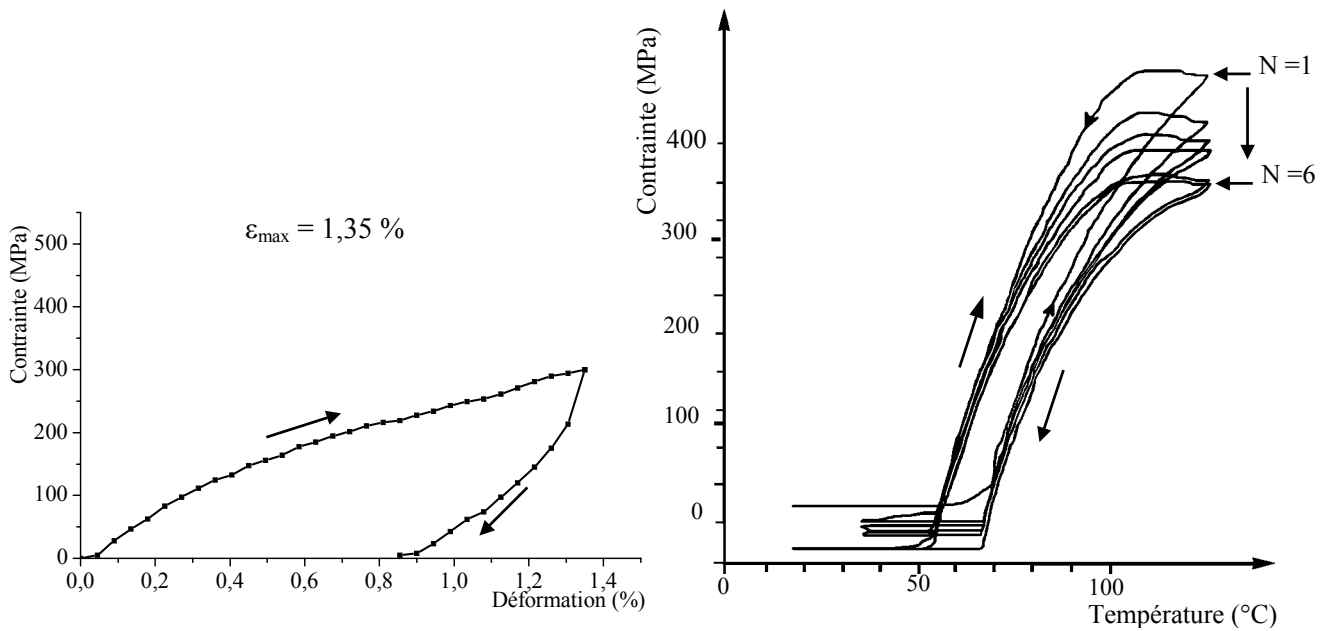 Contrainte (MPa)
500
400
300
200
100
0
ε_max = 1,35 %
0,0 0,2 0,4 0,6 0,8 1,0 1,2 1,4
Déformation (%)
Contrainte (MPa)
400
300
200
100
0
N =1
N =6
0 50 100
Température (°C)